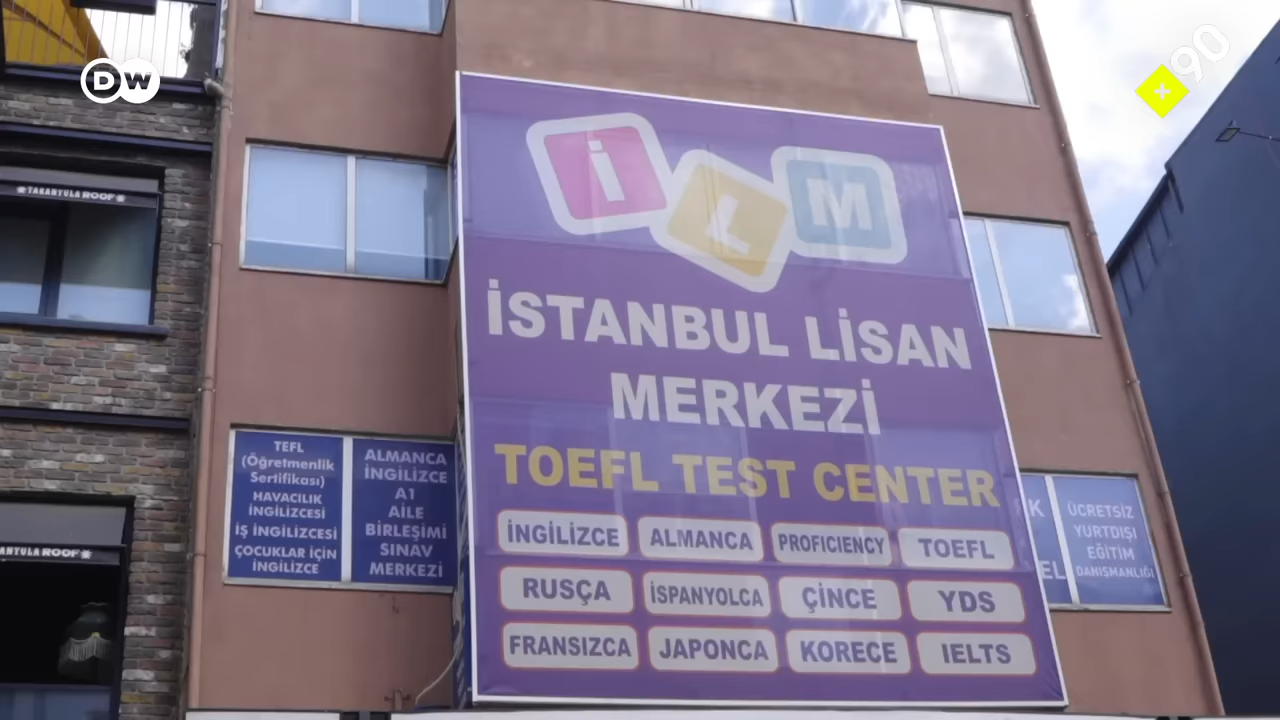 DW
+90
TARANTULA ROOF
ANTULA ROOF
İLM
İSTANBUL LİSAN
MERKEZİ
TOEFL TEST CENTER
İNGİLİZCE ALMANCA PROFICIENCY TOEFL
RUSÇA İSPANYOLCA ÇİNCE YDS
FRANSIZCA JAPONCA KORECE IELTS
TEFL
(Öğretmenlik
Sertifikası)
HAVACILIK
İNGİLİZCESİ
İŞ İNGİLİZCESİ
ÇOCUKLAR İÇİN
İNGİLİZCE
ALMANCA
İNGİLİZCE
A1
AİLE
BİRLEŞİMİ
SINAV
MERKEZİ
K
EL
ÜCRETSİZ
YURTDIŞI
EĞİTİM
DANIŞMANLIĞI